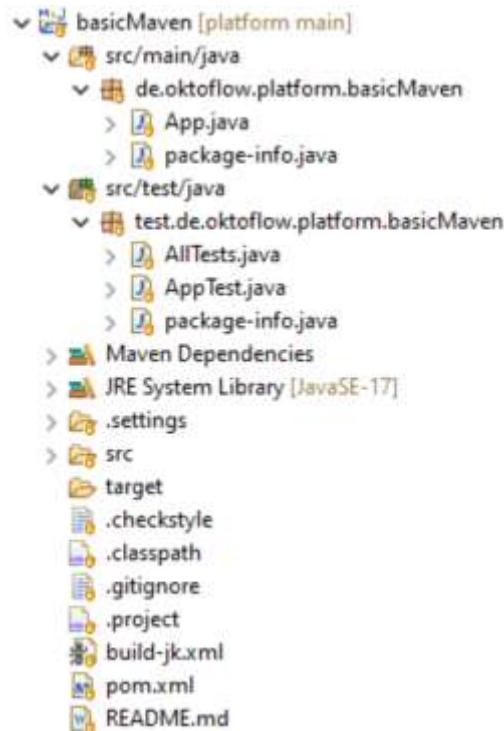 basicMaven [platform main]
src/main/java
de.oktoflow.platform.basicMaven
App.java
package-info.java
src/test/java
test.de.oktoflow.platform.basicMaven
AllTests.java
AppTest.java
package-info.java
Maven Dependencies
JRE System Library [JavaSE-17]
.settings
src
target
.checkstyle
.classpath
.gitignore
.project
build-jk.xml
pom.xml
README.md